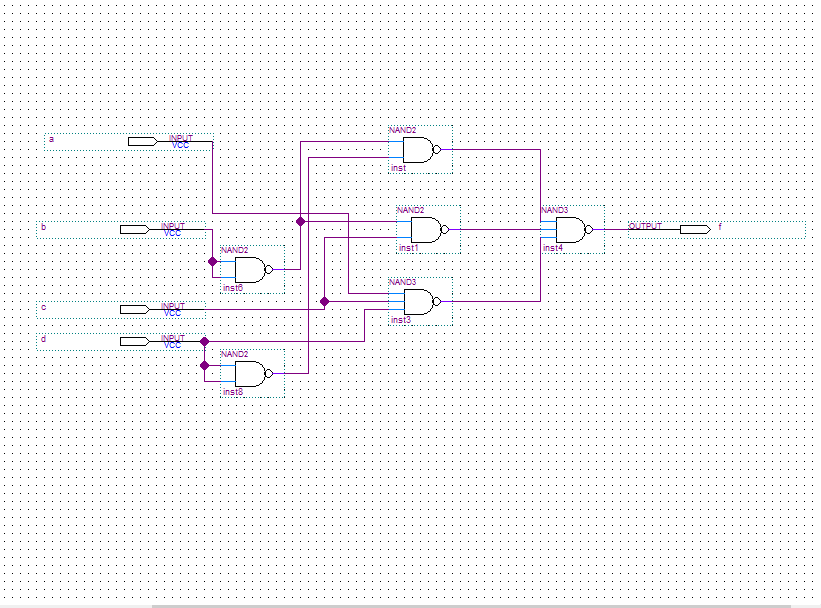 NAND2
inst
a
INPUT
VCC
NAND2
inst1
NAND3
inst4
b
INPUT
VCC
OUTPUT
f
NAND2
inst6
NAND3
inst3
c
INPUT
VCC
d
INPUT
VCC
NAND2
inst8